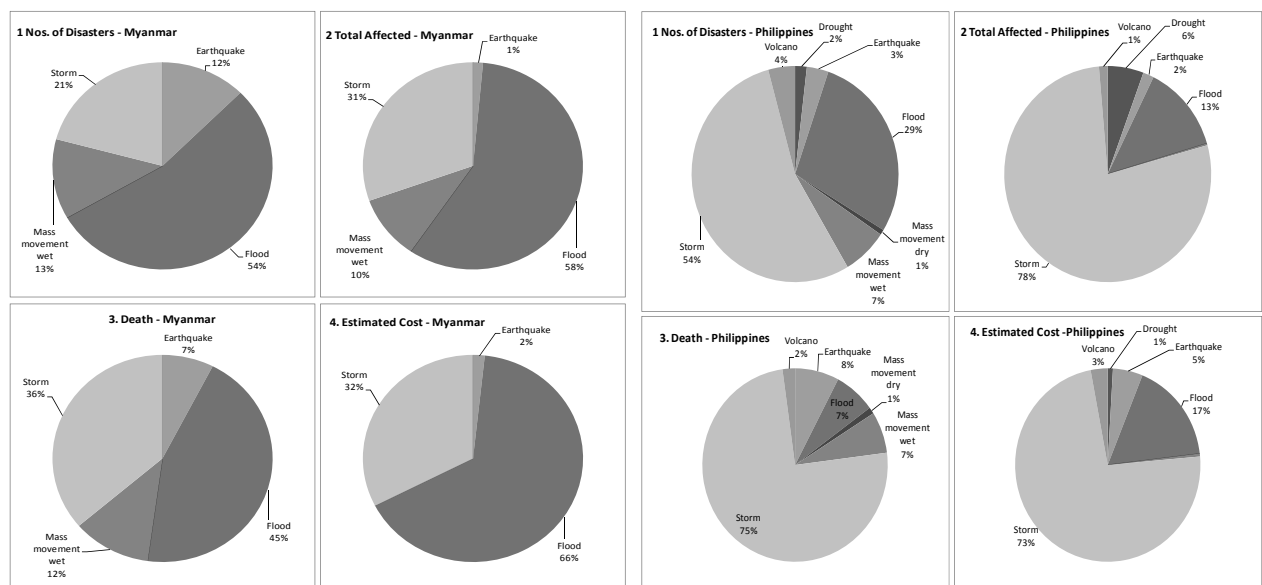 1 Nos. of Disasters - Myanmar
Earthquake
12%
Storm
21%
Mass
movement
wet
13%
Flood
54%
2 Total Affected - Myanmar
Earthquake
1%
Storm
31%
Mass
movement
wet
10%
Flood
58%
3. Death - Myanmar
Earthquake
7%
Storm
36%
Mass
movement
wet
12%
Flood
45%
4. Estimated Cost - Myanmar
Earthquake
2%
Storm
32%
Flood
66%
1 Nos. of Disasters - Philippines
Drought
2%
Volcano
4%
Earthquake
3%
Flood
29%
Mass
movement
dry
1%
Storm
54%
Mass
movement
wet
7%
2 Total Affected - Philippines
Volcano
1%
Drought
6%
Earthquake
2%
Flood
13%
Storm
78%
3. Death - Philippines
Volcano
2%
Earthquake
8%
Mass
movement
dry
1%
Flood
7%
Mass
movement
wet
7%
Storm
75%
4. Estimated Cost -Philippines
Drought
1%
Volcano
3%
Earthquake
5%
Flood
17%
Storm
73%